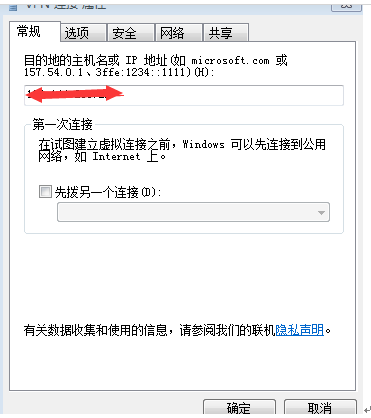 VPN 连接 属性
常规 选项 安全 网络 共享
目的地的主机名或 IP 地址(如 microsoft.com 或
157.54.0.1、3ffe:1234::1111)(H):
第一次连接
在试图建立虚拟连接之前，Windows 可以先连接到公用
网络，如 Internet 上。
先拨另一个连接(D):
有关数据收集和使用的信息，请参阅我们的联机隐私声明。
确定 取消